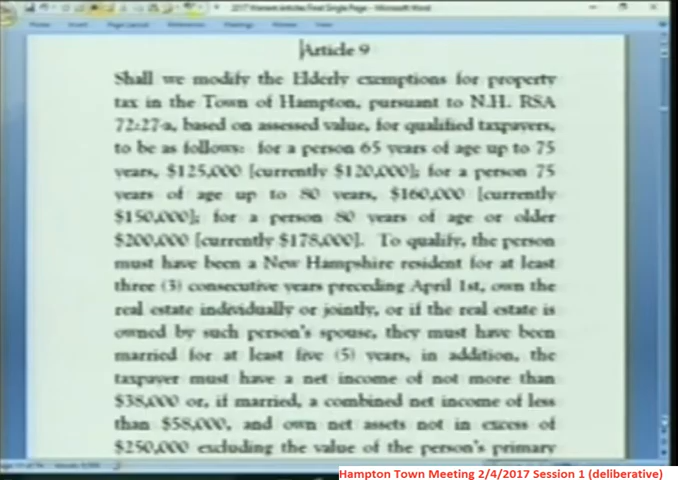 2017 Warrant Articles Final Single Page - Microsoft Word
Article 9
Shall we modify the Elderly exemptions for property
tax in the Town of Hampton, pursuant to N.H. RSA
72:27-a, based on assessed value, for qualified taxpayers,
to be as follows: for a person 65 years of age up to 75
years, $125,000 [currently $120,000]; for a person 75
years of age up to 80 years, $160,000 [currently
$150,000]; for a person 80 years of age or older
$200,000 [currently $178,000]. To qualify, the person
must have been a New Hampshire resident for at least
three (3) consecutive years preceding April 1st, own the
real estate individually or jointly, or if the real estate is
owned by such person's spouse, they must have been
married for at least five (5) years, in addition, the
taxpayer must have a net income of not more than
$38,000 or, if married, a combined net income of less
than $58,000, and own net assets not in excess of
$250,000 excluding the value of the person's primary
Hampton Town Meeting 2/4/2017 Session 1 (deliberative)